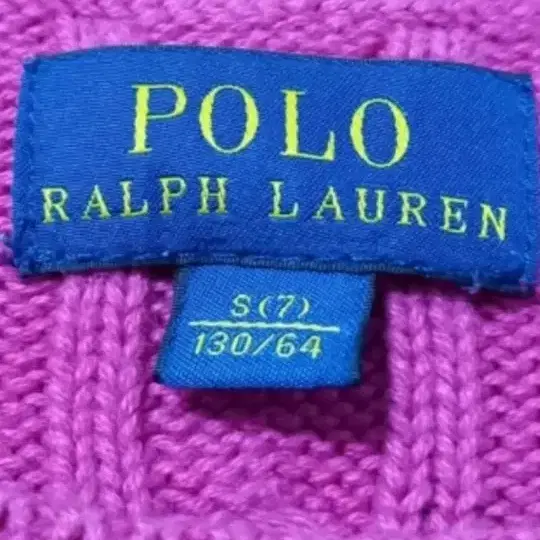 POLO
RALPH LAUREN
S(7)
130/64